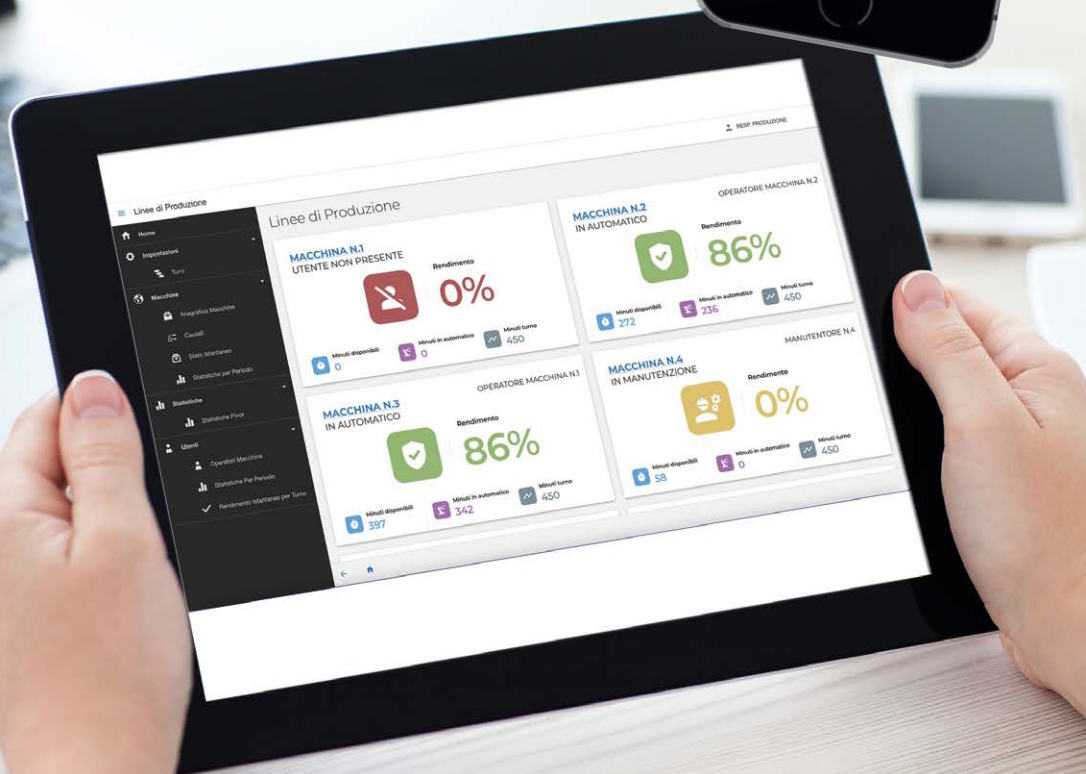 RESP. PRODUZIONE
Linee di Produzione
Home
Impostazioni
Turni
Macchine
Anagrafica Macchine
Causali
Stato Istantaneo
Statistiche per Periodo
Statistiche
Statistiche Pivot
Utenti
Operatori Macchina
Statistiche Per Periodo
Rendimento Istantaneo per Turno
Linee di Produzione
MACCHINA N.1
UTENTE NON PRESENTE
Rendimento
0%
Minuti disponibili
0
Minuti in automatico
0
Minuti turno
450
OPERATORE MACCHINA N.2
MACCHINA N.2
IN AUTOMATICO
Rendimento
86%
Minuti disponibili
272
Minuti in automatico
236
Minuti turno
450
OPERATORE MACCHINA N.1
MACCHINA N.3
IN AUTOMATICO
Rendimento
86%
Minuti disponibili
397
Minuti in automatico
342
Minuti turno
450
MANUTENTORE N.4
MACCHINA N.4
IN MANUTENZIONE
Rendimento
0%
Minuti disponibili
58
Minuti in automatico
0
Minuti turno
450